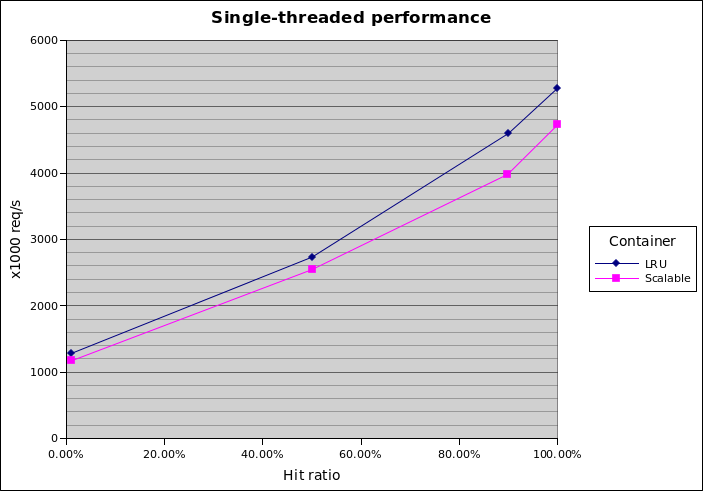 Single-threaded performance
6000
5000
4000
3000
2000
1000
0
x1000 req/s
0.00% 20.00% 40.00% 60.00% 80.00% 100.00%
Hit ratio
Container
LRU
Scalable